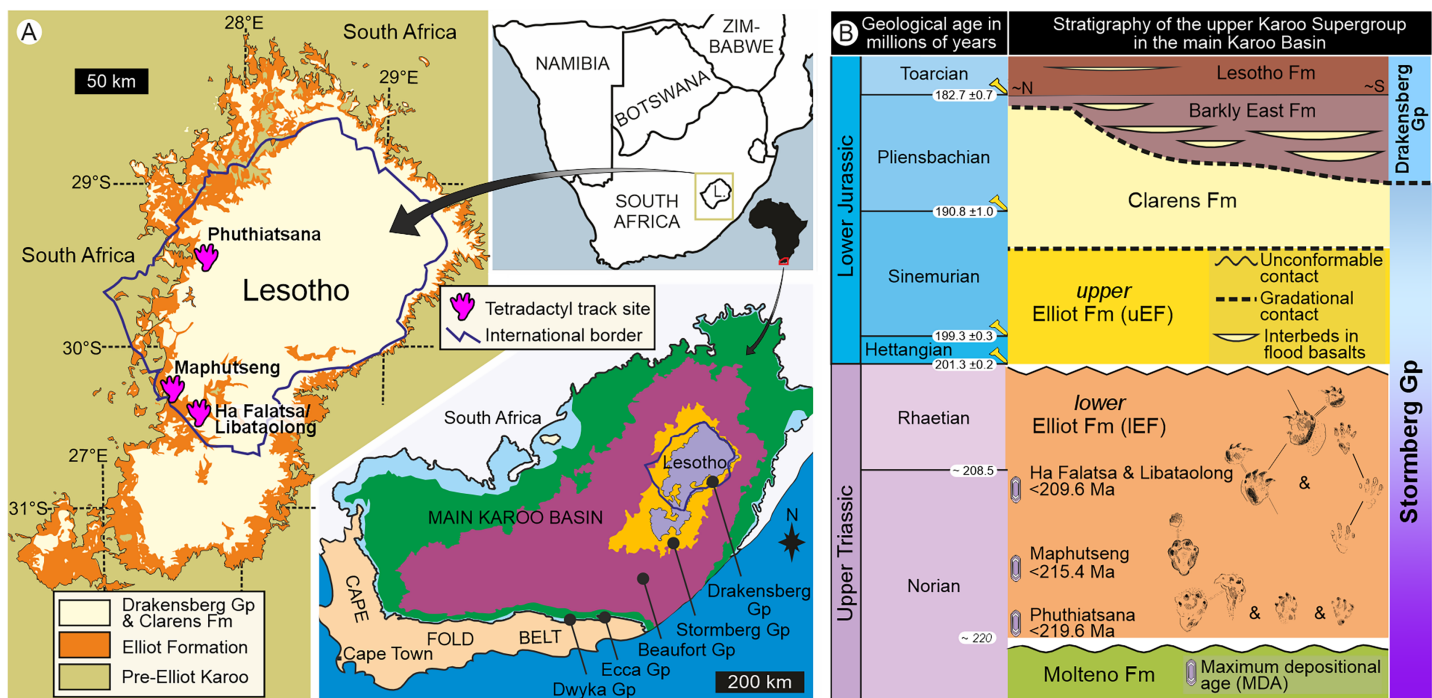 A
28°E
South Africa
50 km
29°E
29°S
South Africa
Phuthiatsana
Lesotho
30°S
Maphutseng
Ha Falatsa/
Libataolong
27°E
31°S
Drakensberg Gp
& Clarens Fm
Elliot Formation
Pre-Elliot Karoo
ZIM-
BABWE
NAMIBIA
BOTSWANA
L.
SOUTH
AFRICA
Tetradactyl track site
International border
South Africa
Lesotho
MAIN KAROO BASIN
N
CAPE
FOLD
BELT
Cape Town
Drakensberg
Gp
Stormberg Gp
Beaufort Gp
Ecca Gp
Dwyka Gp
200 km
B
Geological age in
millions of years
Stratigraphy of the upper Karoo Supergroup
in the main Karoo Basin
Lower Jurassic
Toarcian
182.7 ±0.7
Pliensbachian
190.8 ±1.0
Sinemurian
199.3 ±0.3
Hettangian
201.3 ±0.2
Upper Triassic
Rhaetian
~ 208.5
Norian
~ 220
~N
Lesotho Fm
~S
Barkly East Fm
Drakensberg
Gp
Clarens Fm
upper
Elliot Fm (uEF)
Unconformable
contact
Gradational
contact
Interbeds in
flood basalts
Stormberg Gp
lower
Elliot Fm (lEF)
Ha Falatsa & Libataolong
<209.6 Ma
&
Maphutseng
<215.4 Ma
Phuthiatsana
<219.6 Ma
& &
Molteno Fm
Maximum depositional
age (MDA)